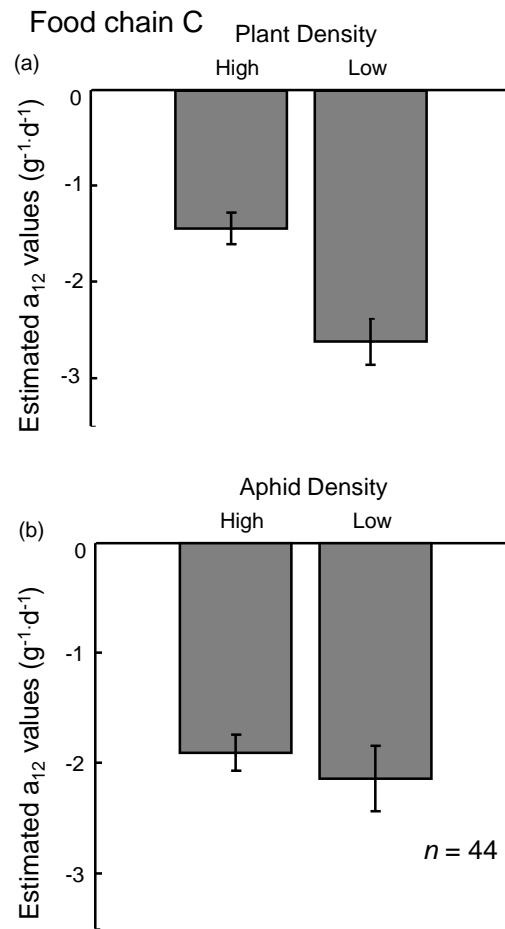 Food chain C
Plant Density
(a)
High Low
0
-1
-2
-3
Estimated a₁₂ values (g⁻¹·d⁻¹)
Aphid Density
(b)
High Low
0
-1
-2
-3
Estimated a₁₂ values (g⁻¹·d⁻¹)
n = 44